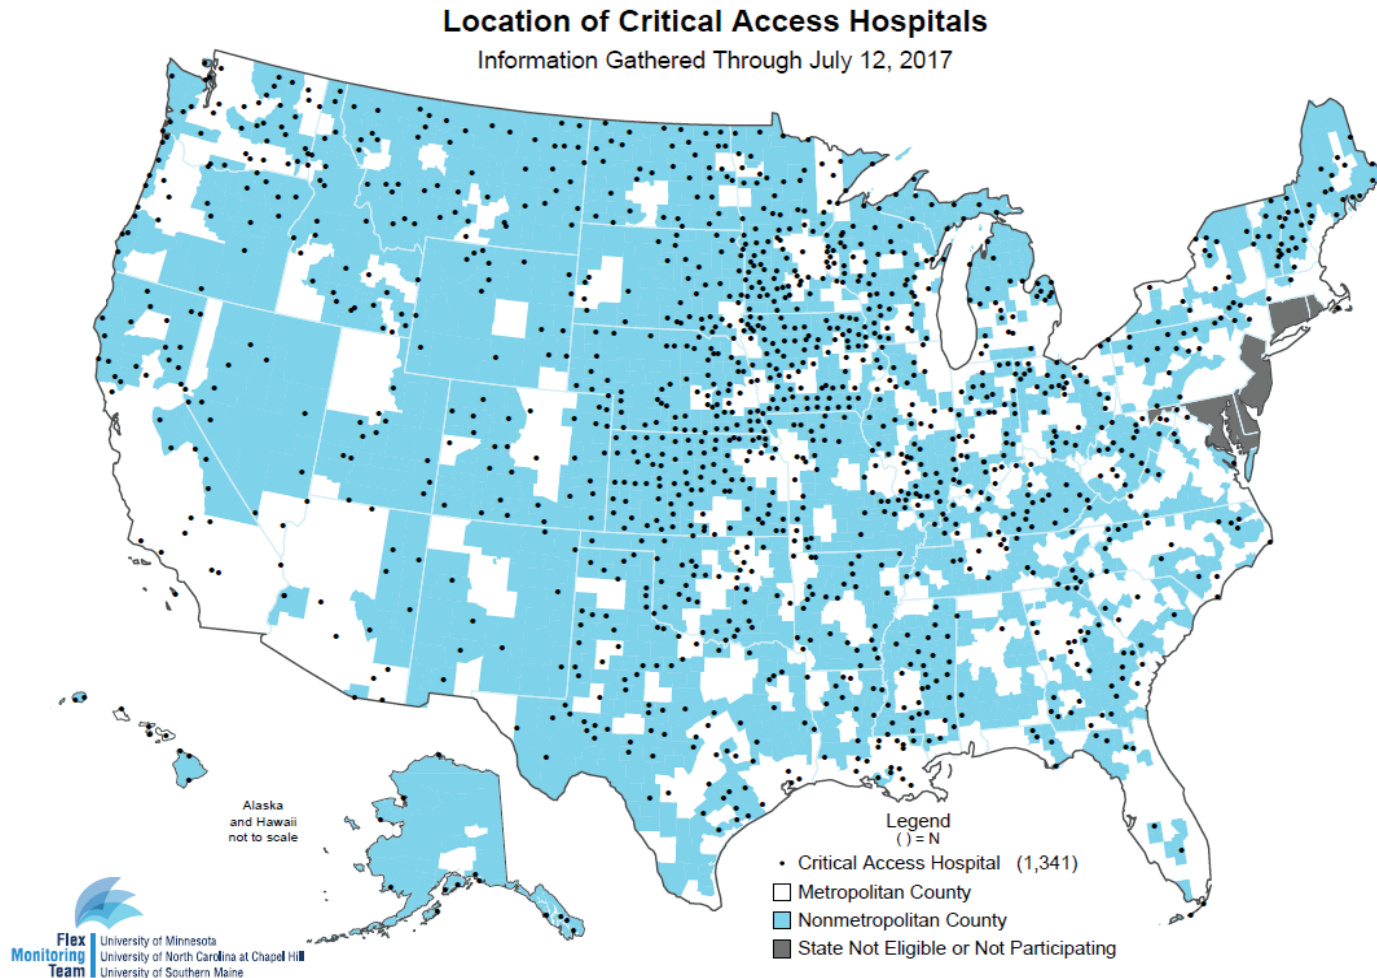 Location of Critical Access Hospitals
Information Gathered Through July 12, 2017
Alaska
and Hawaii
not to scale
Legend
( ) = N
Critical Access Hospital (1,341)
Metropolitan County
Nonmetropolitan County
State Not Eligible or Not Participating
Flex
Monitoring
Team
University of Minnesota
University of North Carolina at Chapel Hill
University of Southern Maine